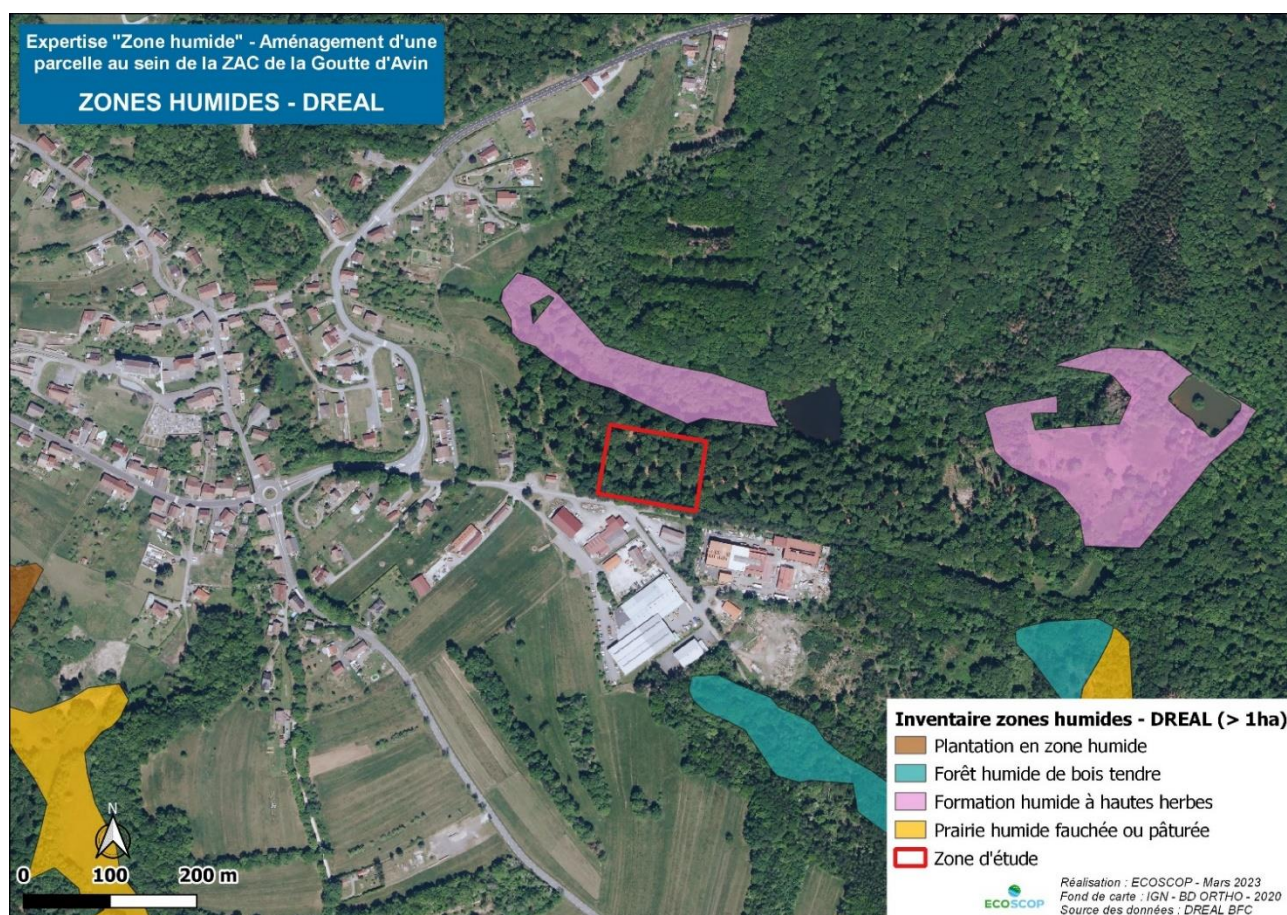 Expertise "Zone humide" - Aménagement d'une
parcelle au sein de la ZAC de la Goutte d'Avin
ZONES HUMIDES - DREAL
Inventaire zones humides - DREAL (> 1ha)
Plantation en zone humide
Forêt humide de bois tendre
Formation humide à hautes herbes
Prairie humide fauchée ou pâturée
Zone d'étude
N
0 100 200 m
ECOSCOP
Réalisation : ECOSCOP - Mars 2023
Fond de carte : IGN - BD ORTHO - 2020
Source des données : DREAL BFC